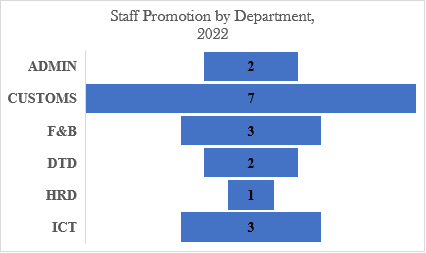 Staff Promotion by Department,
2022
ADMIN 2
CUSTOMS 7
F&B 3
DTD 2
HRD 1
ICT 3